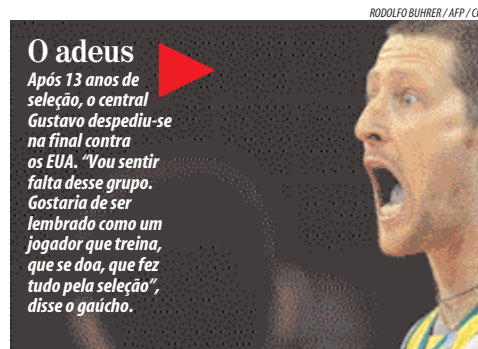 RODOLFO BUHRER / AFP / CP
O adeus
Após 13 anos de
seleção, o central
Gustavo despediu-se
na final contra
os EUA. “Vou sentir
falta desse grupo.
Gostaria de ser
lembrado como um
jogador que treina,
que se doa, que fez
tudo pela seleção”,
disse o gaúcho.